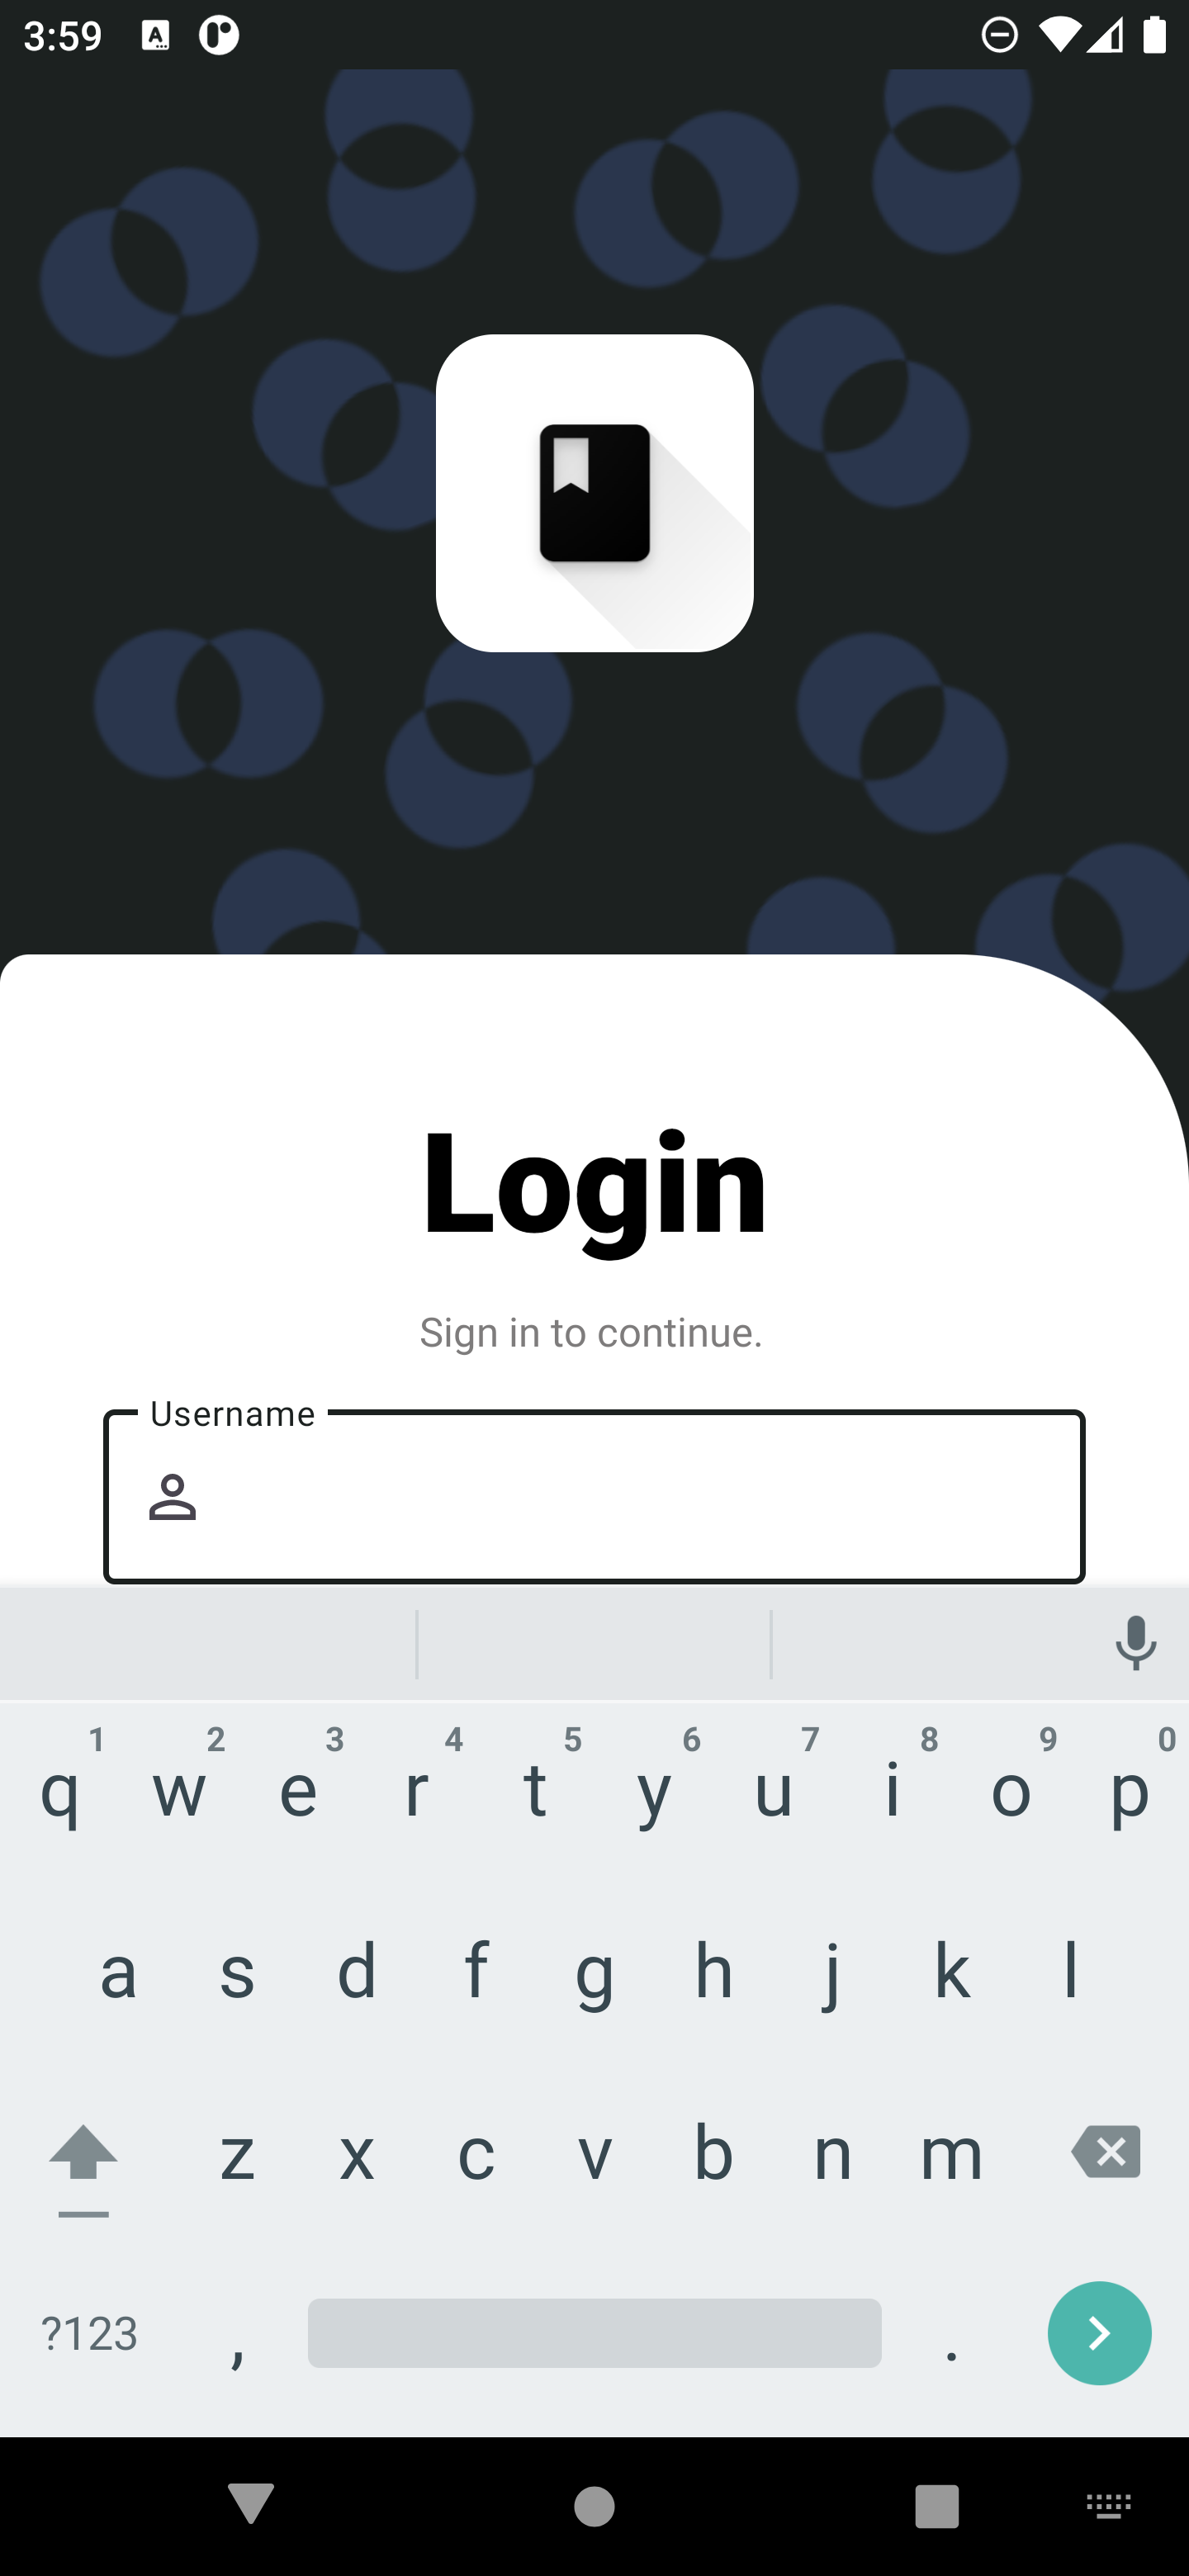 3:59
Login
Sign in to continue.
Username
1 2 3 4 5 6 7 8 9 0
q w e r t y u i o p
a s d f g h j k l
z x c v b n m
?123 , .